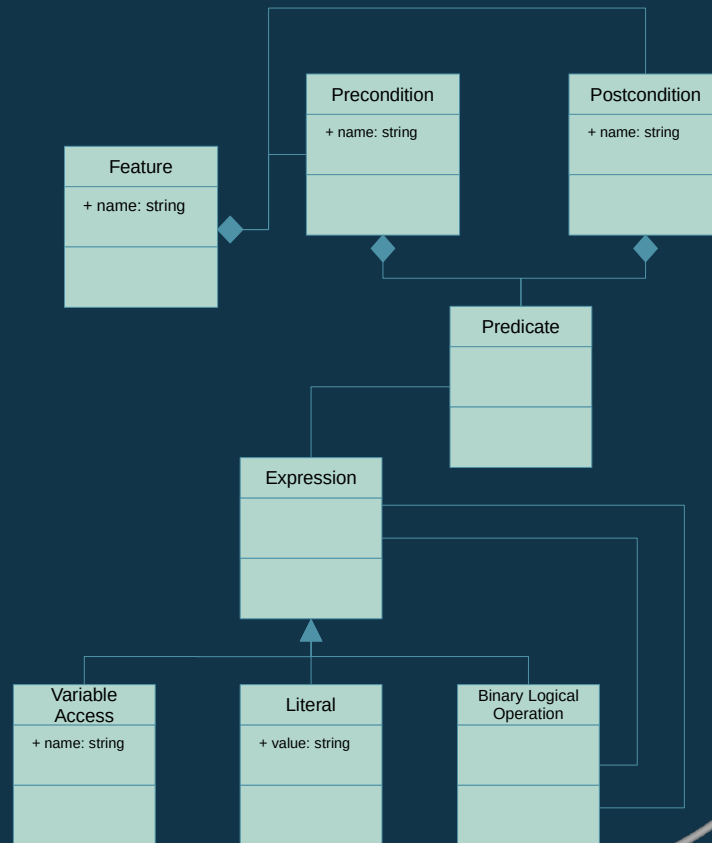 Precondition
+ name: string
Postcondition
+ name: string
Feature
+ name: string
Predicate
Expression
Variable
Access
+ name: string
Literal
+ value: string
Binary Logical
Operation